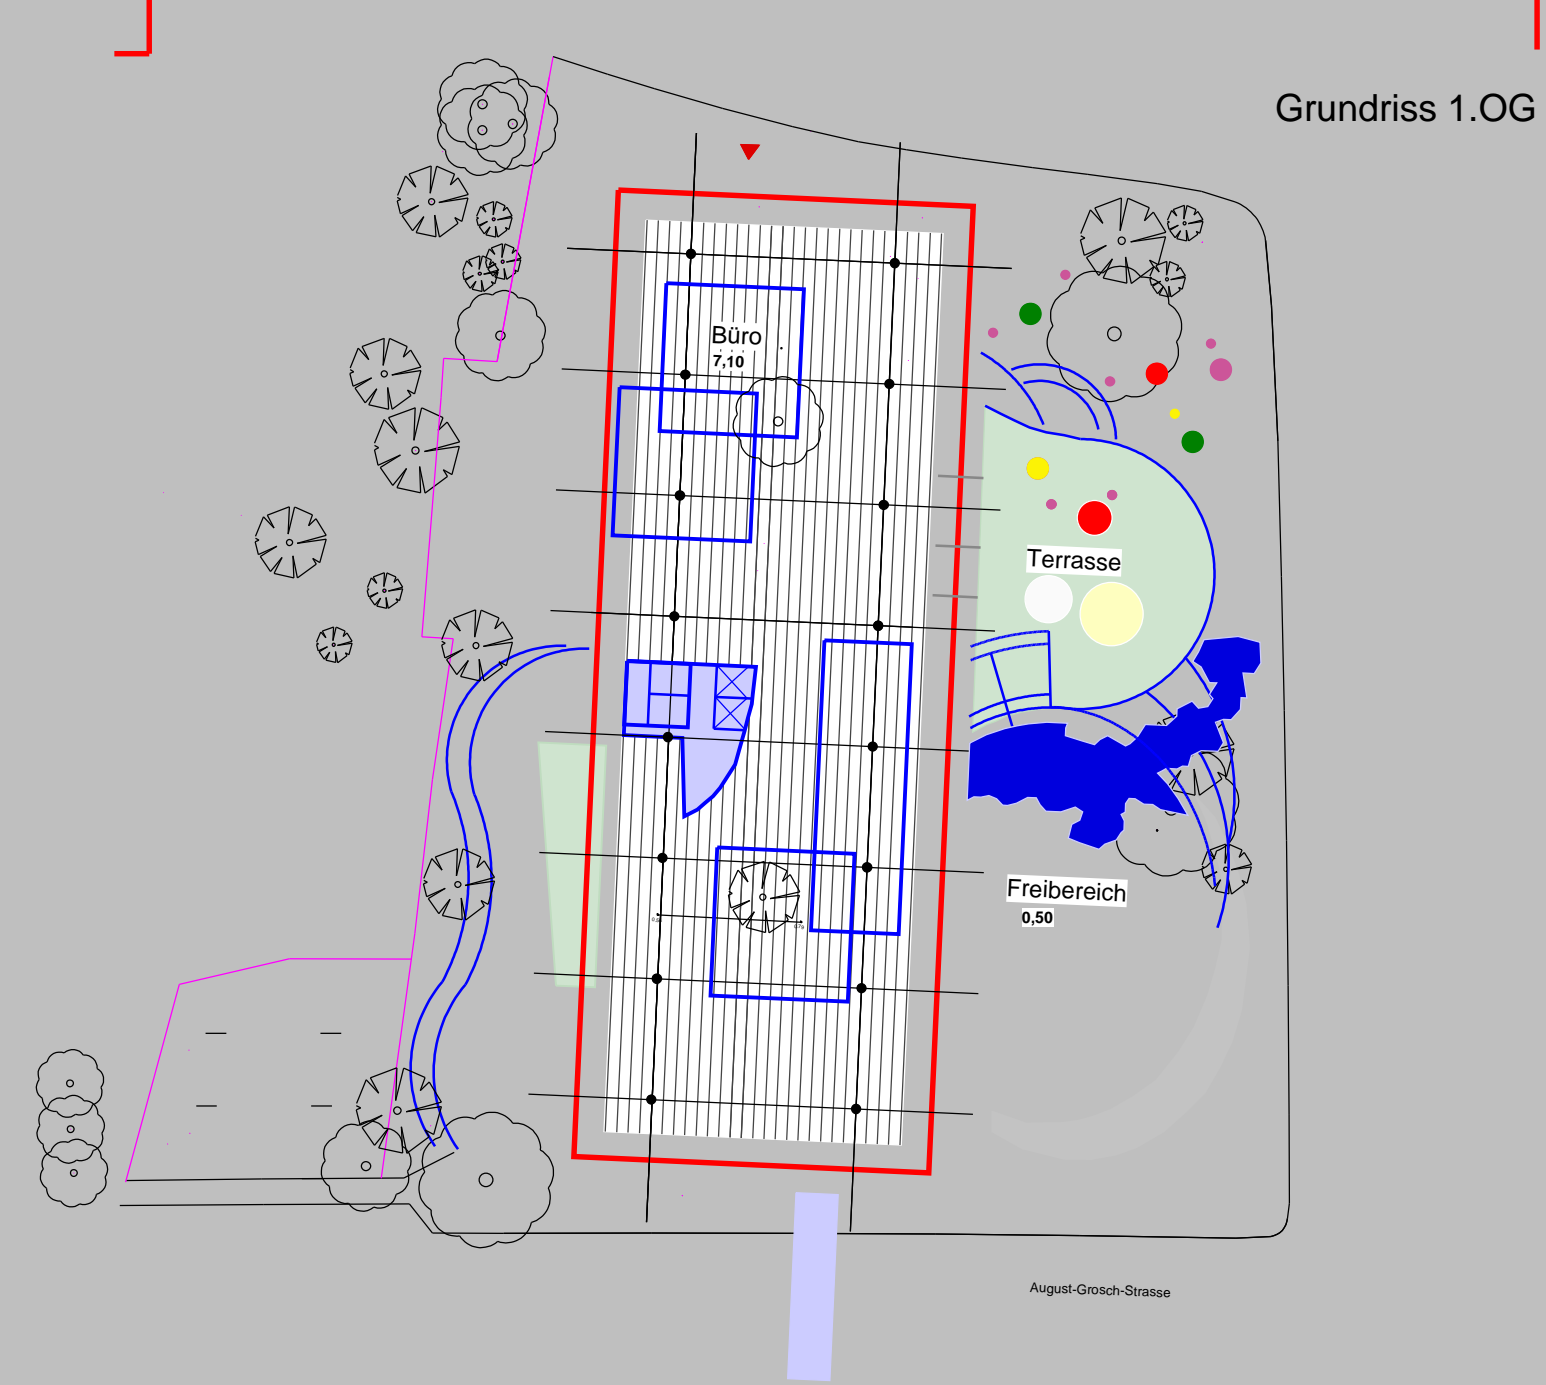 Grundriss 1.OG
Büro
7,10
Terrasse
Freibereich
0,50
August-Grosch-Strasse